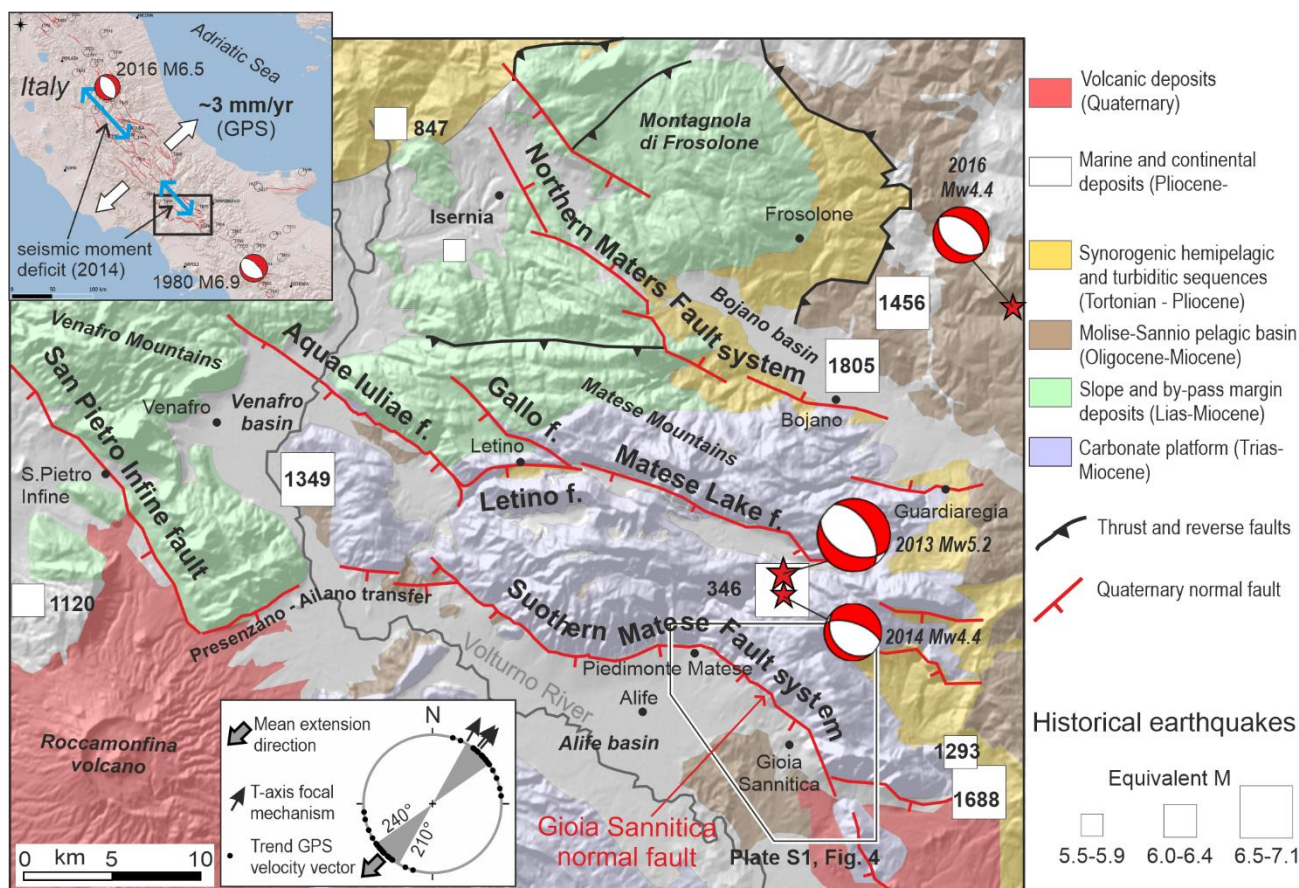 Italy
2016 M6.5
Adriatic Sea
~3 mm/yr
(GPS)
seismic moment
deficit (2014)
1980 M6.9
0 50 100 km
847
Montagnola
di Frosolone
Isernia
Northern Maters Fault system
Frosolone
2016
Mw4.4
Bojano basin
1456
1805
Bojano
Venafro Mountains
San Pietro Infine fault
Venafro
Venafro
basin
Aquae Iuliae f.
Gallo f.
Matese Mountains
Letino
Letino f.
Matese Lake f.
1349
S.Pietro
Infine
Guardiaregia
2013 Mw5.2
346
2014 Mw4.4
1120
Presenzano - Ailano transfer
Suothern Matese Fault system
Piedimonte Matese
Volturno River
Alife
Alife basin
Gioia
Sannitica
1293
1688
Roccamonfina
volcano
Gioia Sannitica
normal fault
Plate S1, Fig. 4
0 km 5 10
Mean extension
direction
T-axis focal
mechanism
Trend GPS
velocity vector
N
240°
210°
Volcanic deposits
(Quaternary)
Marine and continental
deposits (Pliocene-
Synorogenic hemipelagic
and turbiditic sequences
(Tortonian - Pliocene)
Molise-Sannio pelagic basin
(Oligocene-Miocene)
Slope and by-pass margin
deposits (Lias-Miocene)
Carbonate platform (Trias-
Miocene)
Thrust and reverse faults
Quaternary normal fault
Historical earthquakes
Equivalent M
5.5-5.9 6.0-6.4 6.5-7.1